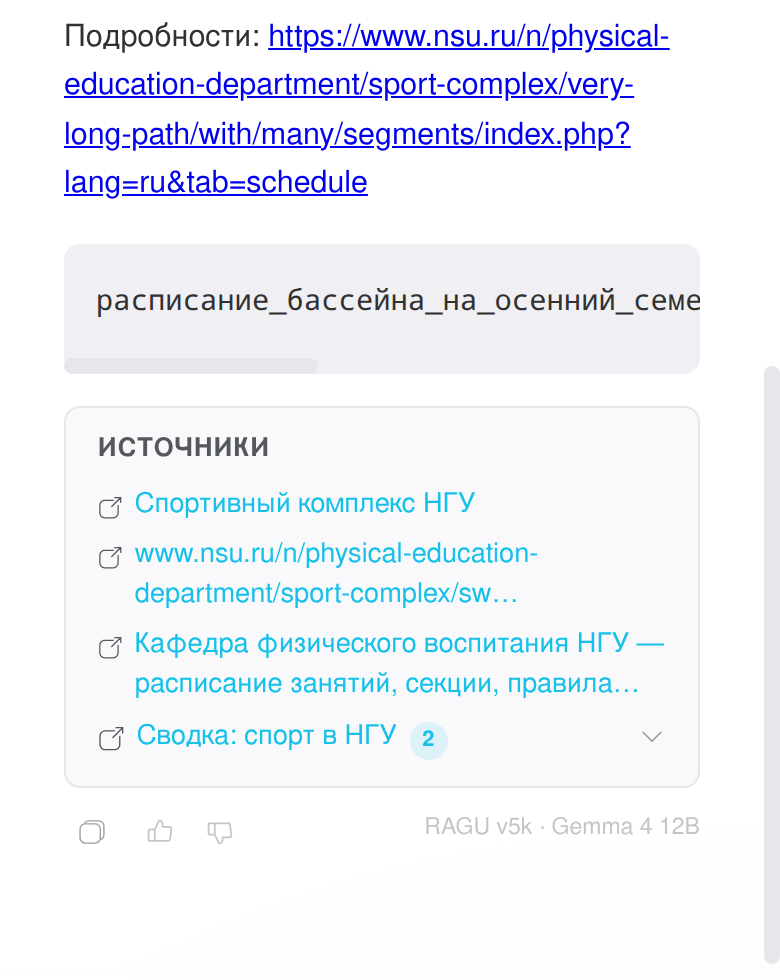 Подробности: https://www.nsu.ru/n/physical-
education-department/sport-complex/very-
long-path/with/many/segments/index.php?
lang=ru&tab=schedule
расписание_бассейна_на_осенний_семе
ИСТОЧНИКИ
Спортивный комплекс НГУ
www.nsu.ru/n/physical-education-
department/sport-complex/sw…
Кафедра физического воспитания НГУ —
расписание занятий, секции, правила…
Сводка: спорт в НГУ 2
RAGU v5k · Gemma 4 12B